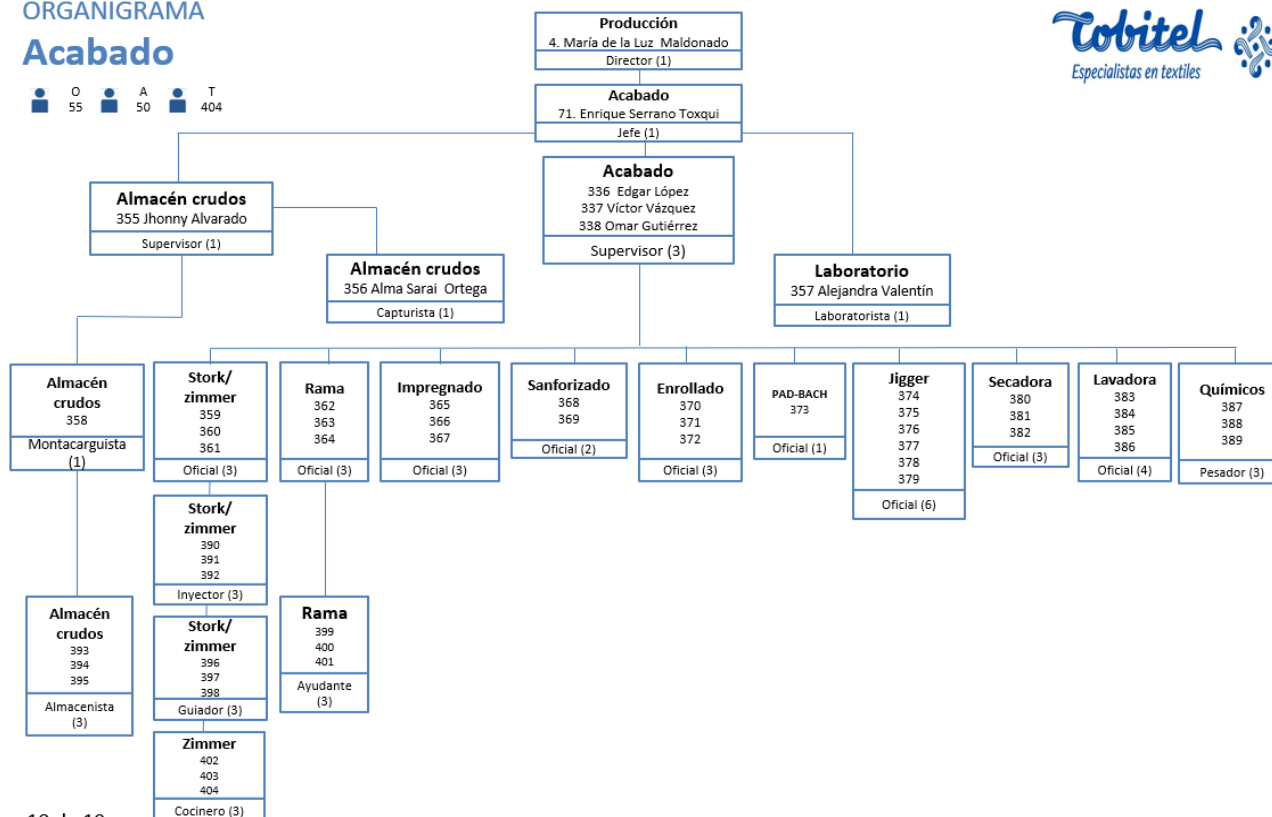 ORGANIGRAMA
Acabado
O
55
A
50
T
404
Tobitel
Especialistas en textiles
Producción
4. María de la Luz Maldonado
Director (1)
Acabado
71. Enrique Serrano Toxqui
Jefe (1)
Almacén crudos
355 Jhonny Alvarado
Supervisor (1)
Acabado
336 Edgar López
337 Víctor Vázquez
338 Omar Gutiérrez
Supervisor (3)
Almacén crudos
356 Alma Sarai Ortega
Capturista (1)
Laboratorio
357 Alejandra Valentín
Laboratorista (1)
Almacén
crudos
358
Montacarguista
(1)
Stork/
zimmer
359
360
361
Oficial (3)
Rama
362
363
364
Oficial (3)
Impregnado
365
366
367
Oficial (3)
Sanforizado
368
369
Oficial (2)
Enrollado
370
371
372
Oficial (3)
PAD-BACH
373
Oficial (1)
Jigger
374
375
376
377
378
379
Oficial (6)
Secadora
380
381
382
Oficial (3)
Lavadora
383
384
385
386
Oficial (4)
Químicos
387
388
389
Pesador (3)
Stork/
zimmer
390
391
392
Inyector (3)
Almacén
crudos
393
394
395
Almacenista
(3)
Stork/
zimmer
396
397
398
Guiador (3)
Rama
399
400
401
Ayudante
(3)
Zimmer
402
403
404
Cocinero (3)